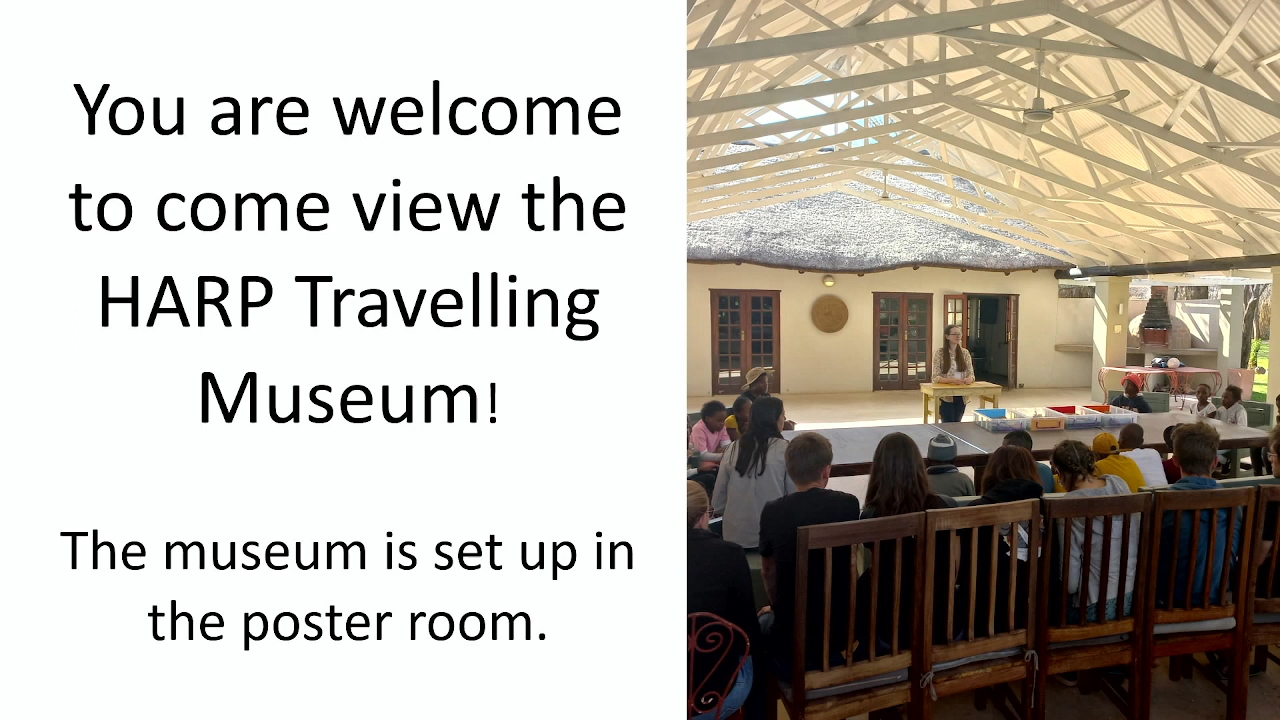 You are welcome
to come view the
HARP Travelling
Museum!
The museum is set up in
the poster room.